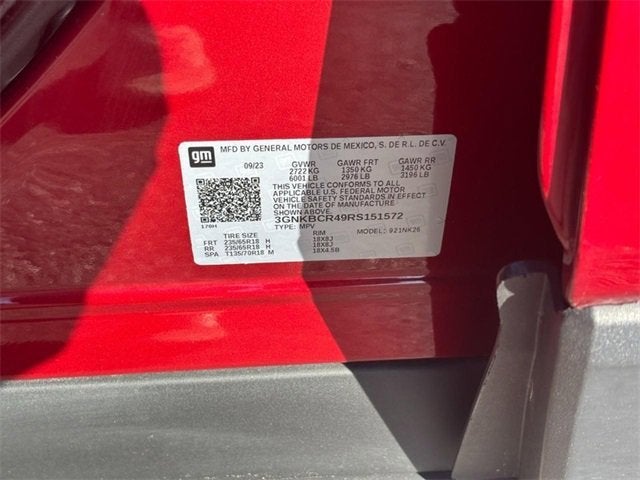 gm MFD BY GENERAL MOTORS DE MEXICO, S. DE R.L. DE C.V.
09/23 GVWR GAWR FRT GAWR RR
2722 KG 1350 KG 1450 KG
6001 LB 2976 LB 3196 LB
THIS VEHICLE CONFORMS TO ALL
APPLICABLE U.S. FEDERAL MOTOR
VEHICLE SAFETY STANDARDS IN EFFECT
ON THE DATE OF MANUFACTURE
SHOWN ABOVE.
3GNKBCR49RS151572
TYPE: MPV MODEL: 921NK26
TIRE SIZE RIM
FRT 235/65R18 H 18X8J
RR 235/65R18 H 18X8J
SPA T135/70R18 M 18X4.5B